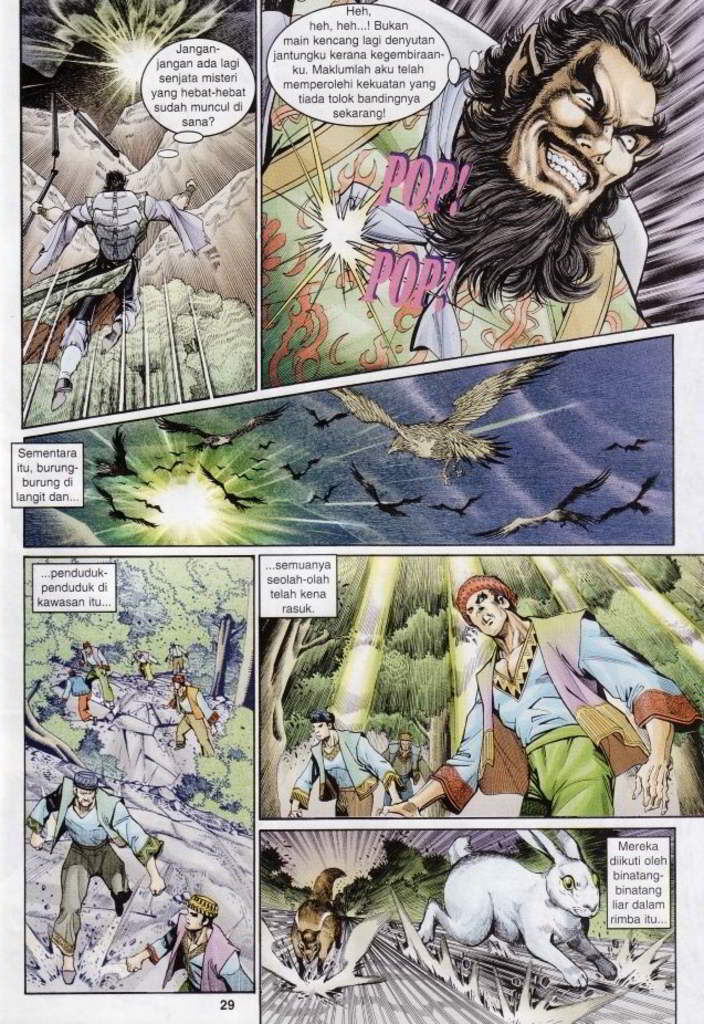 Jangan-
jangan ada lagi
senjata misteri
yang hebat-hebat
sudah muncul di
sana?
Heh,
heh, heh...! Bukan
main kencang lagi denyutan
jantungku kerana kegembiraan-
ku. Maklumlah aku telah
memperolehi kekuatan yang
tiada tolok bandingnya
sekarang!
POP!
POP!
Sementara
itu, burung-
burung di
langit dan...
...penduduk-
penduduk di
kawasan itu...
...semuanya
seolah-olah
telah kena
rasuk.
Mereka
diikuti oleh
binatang-
binatang
liar dalam
rimba itu...
29